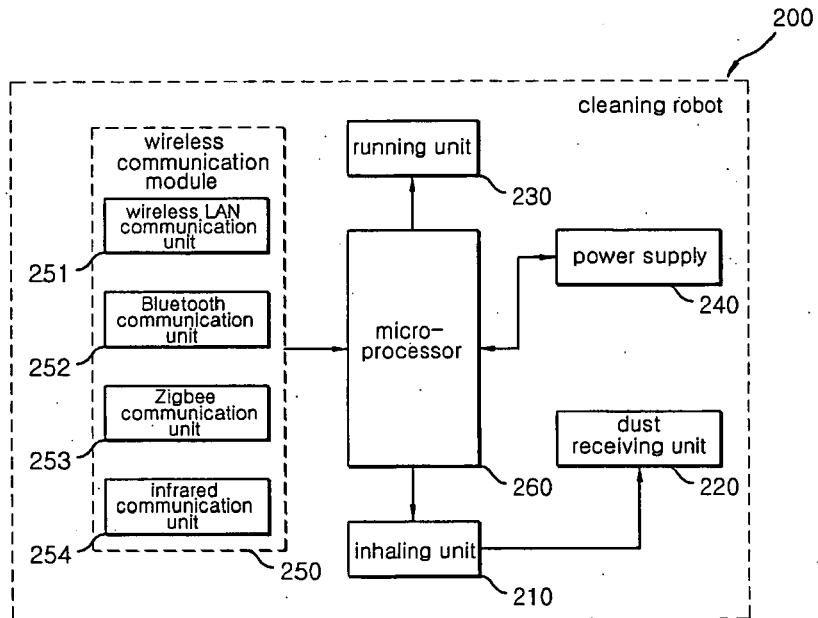 200
cleaning robot
wireless
communication
module
wireless LAN
communication
unit
251
Bluetooth
communication
unit
252
Zigbee
communication
unit
253
infrared
communication
unit
254
250
running unit
230
micro-
processor
260
power supply
240
dust
receiving unit
220
inhaling unit
210